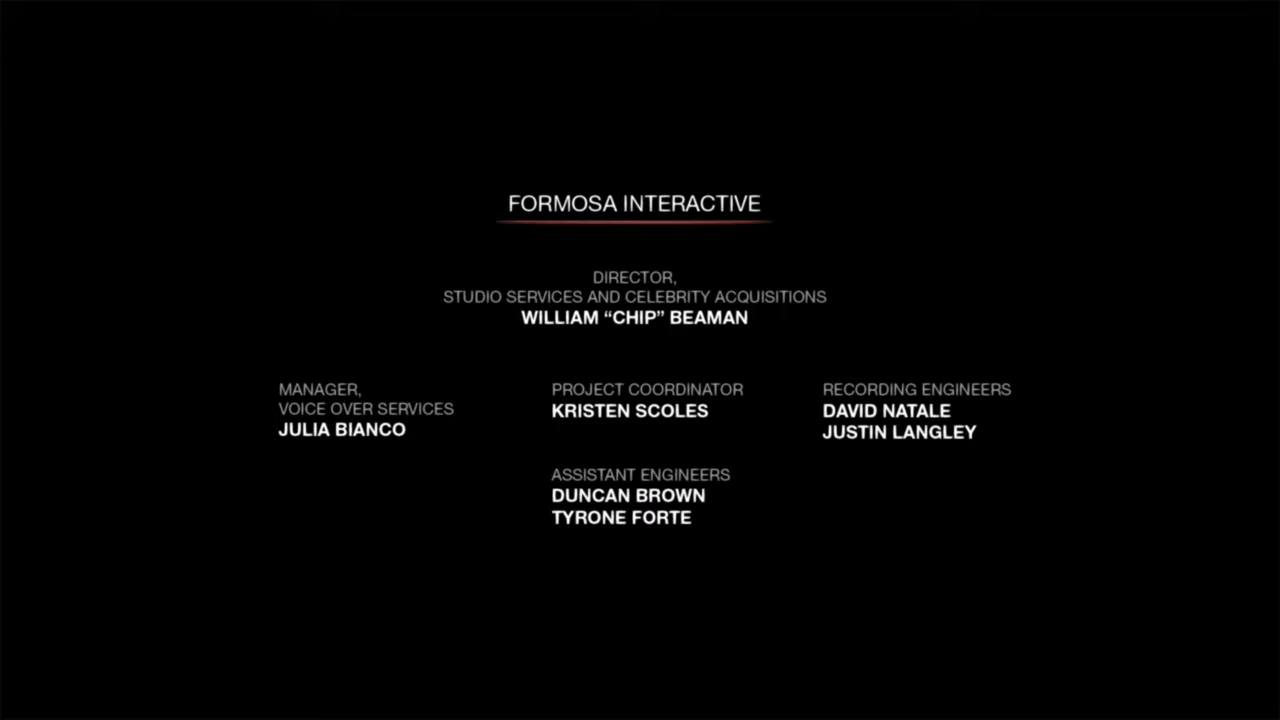 FORMOSA INTERACTIVE
DIRECTOR,
STUDIO SERVICES AND CELEBRITY ACQUISITIONS
WILLIAM “CHIP” BEAMAN
MANAGER,
VOICE OVER SERVICES
JULIA BIANCO
PROJECT COORDINATOR
KRISTEN SCOLES
RECORDING ENGINEERS
DAVID NATALE
JUSTIN LANGLEY
ASSISTANT ENGINEERS
DUNCAN BROWN
TYRONE FORTE